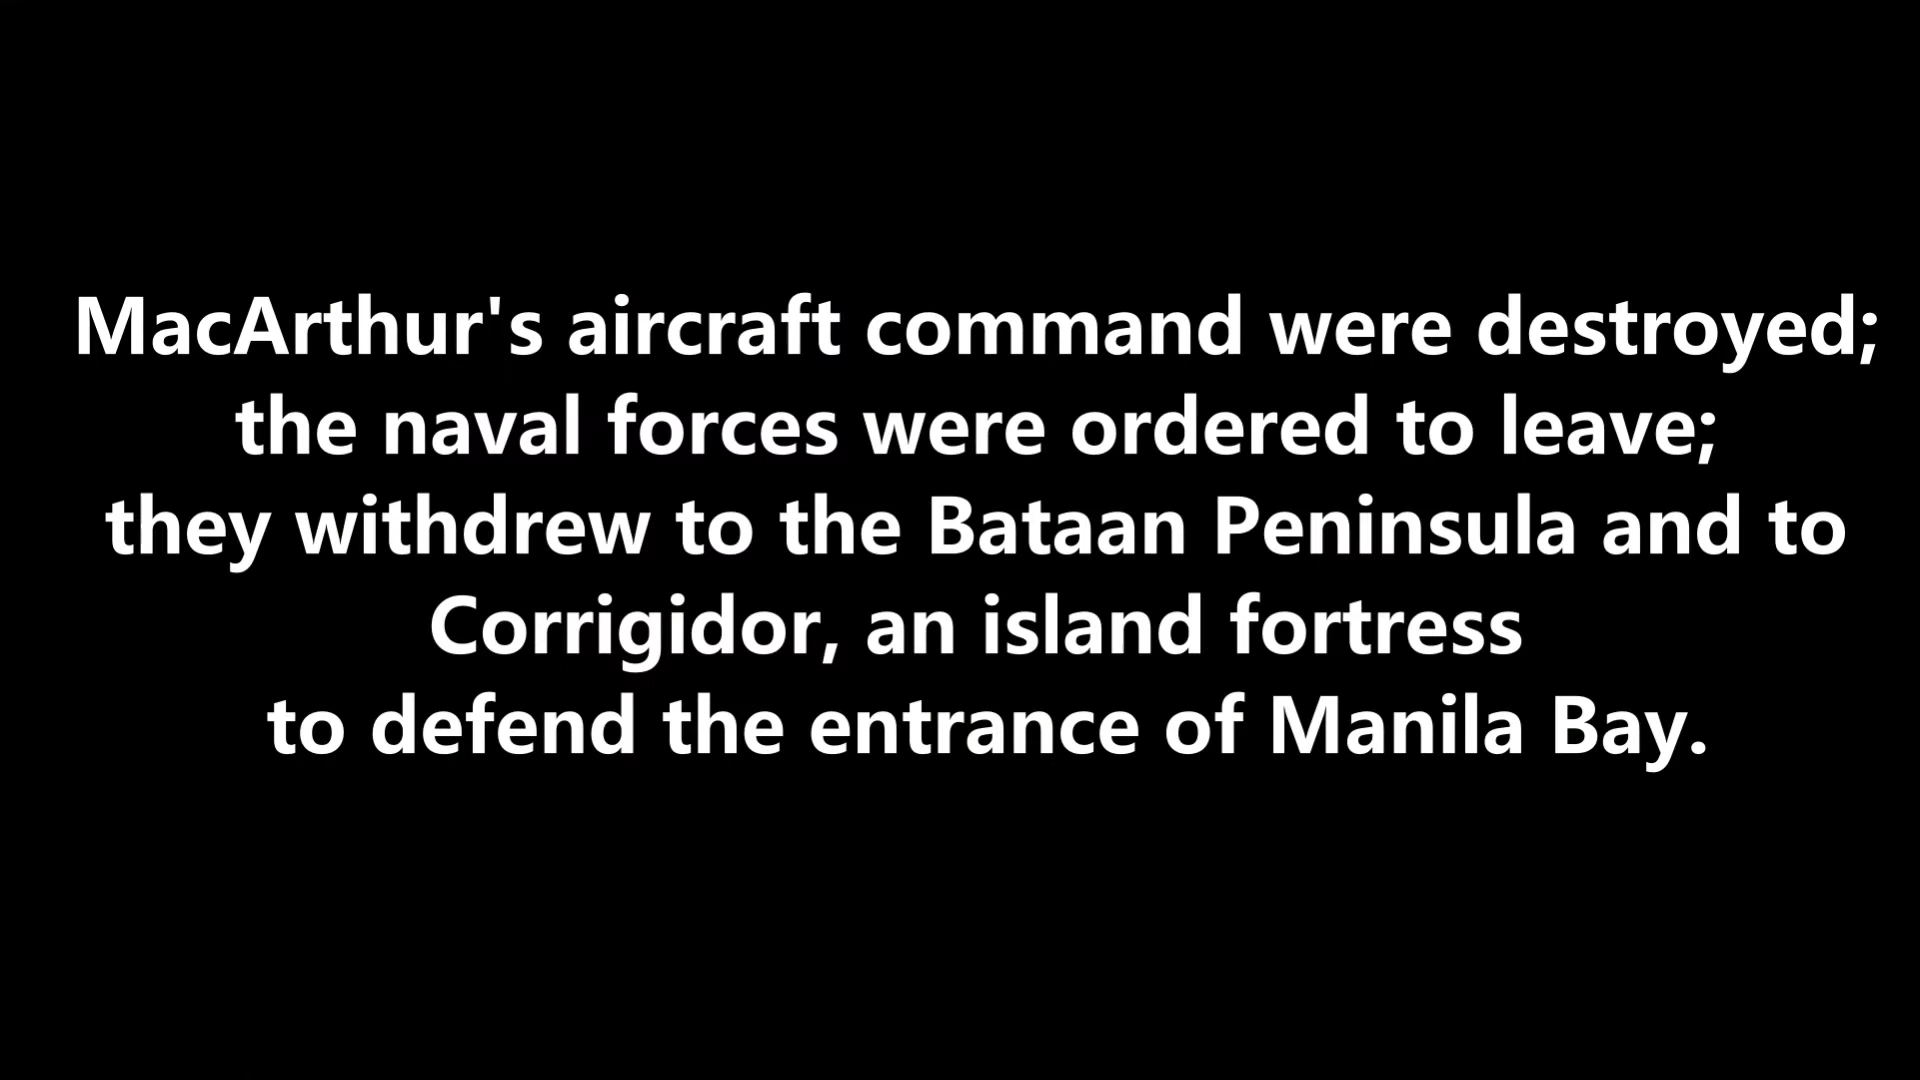 MacArthur's aircraft command were destroyed;
the naval forces were ordered to leave;
they withdrew to the Bataan Peninsula and to
Corrigidor, an island fortress
to defend the entrance of Manila Bay.